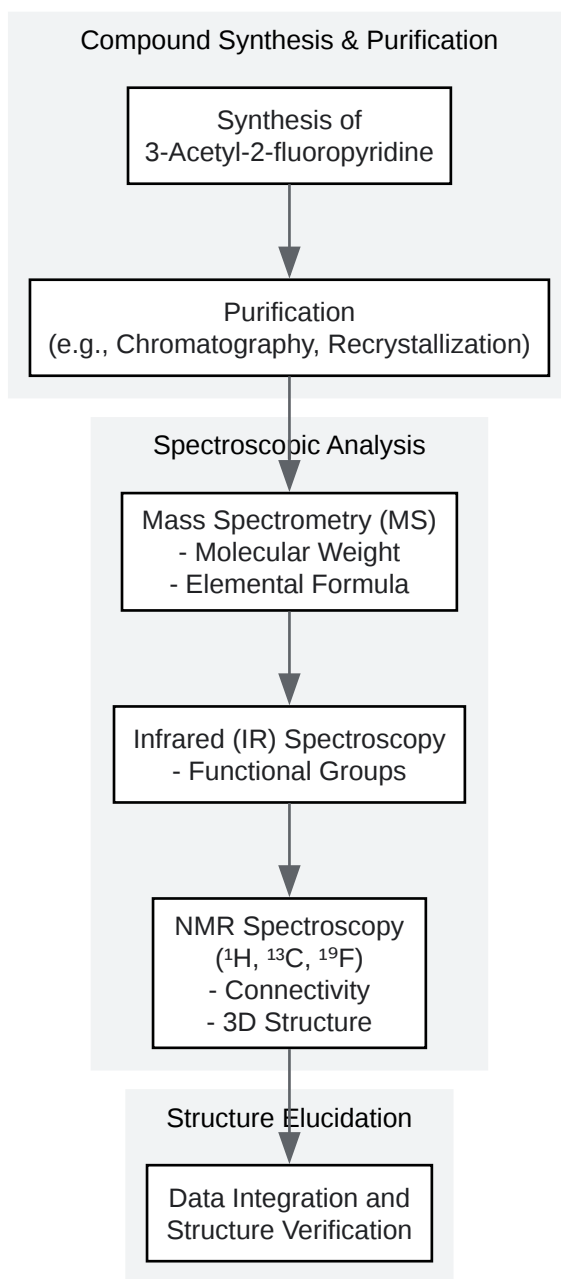 Compound Synthesis & Purification
Synthesis of
3-Acetyl-2-fluoropyridine
Purification
(e.g., Chromatography, Recrystallization)
Spectroscopic Analysis
Mass Spectrometry (MS)
- Molecular Weight
- Elemental Formula
Infrared (IR) Spectroscopy
- Functional Groups
NMR Spectroscopy
(¹H, ¹³C, ¹⁹F)
- Connectivity
- 3D Structure
Structure Elucidation
Data Integration and
Structure Verification